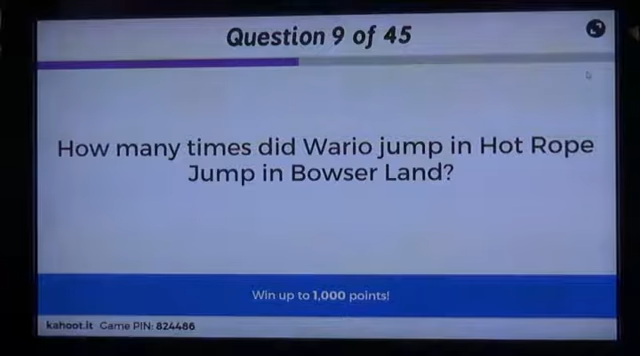 Question 9 of 45
How many times did Wario jump in Hot Rope
Jump in Bowser Land?
Win up to 1,000 points!
kahoot.it Game PIN: 824486